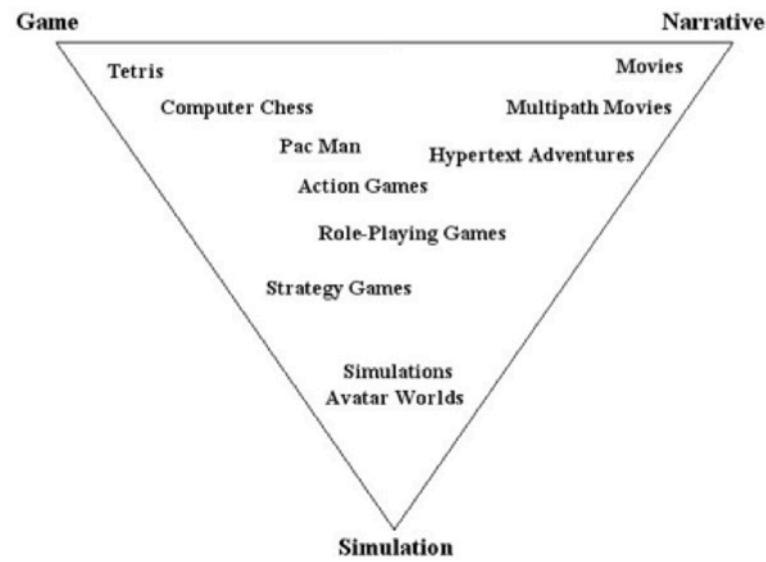 Game
Narrative
Tetris
Movies
Computer Chess
Multipath Movies
Pac Man
Hypertext Adventures
Action Games
Role-Playing Games
Strategy Games
Simulations
Avatar Worlds
Simulation